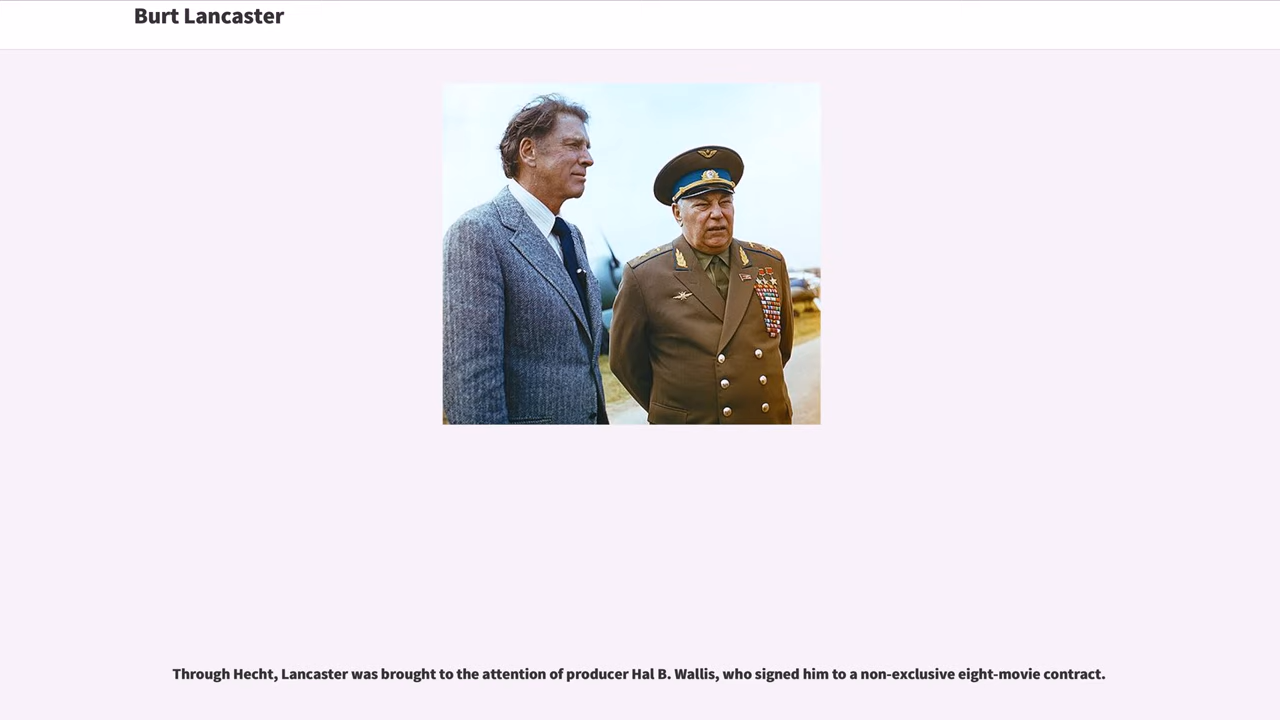 Burt Lancaster
Through Hecht, Lancaster was brought to the attention of producer Hal B. Wallis, who signed him to a non-exclusive eight-movie contract.